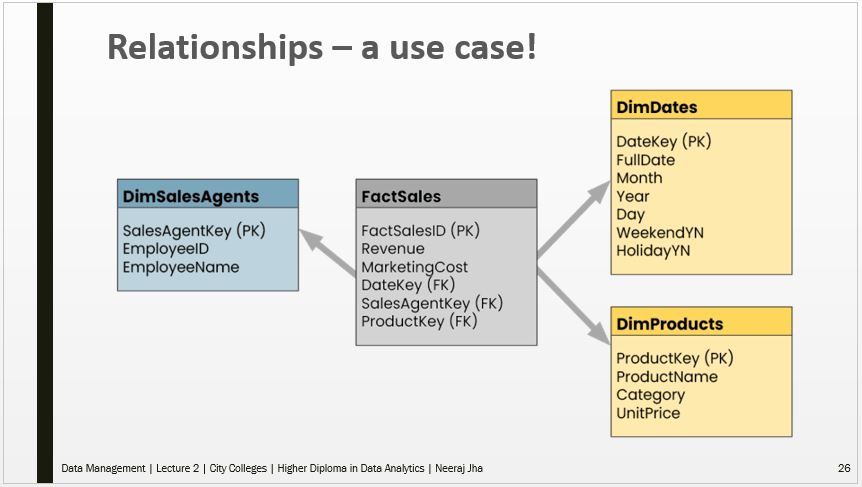 Relationships – a use case!
DimSalesAgents
SalesAgentKey (PK)
EmployeeID
EmployeeName
FactSales
FactSalesID (PK)
Revenue
MarketingCost
DateKey (FK)
SalesAgentKey (FK)
ProductKey (FK)
DimDates
DateKey (PK)
FullDate
Month
Year
Day
WeekendYN
HolidayYN
DimProducts
ProductKey (PK)
ProductName
Category
UnitPrice
Data Management | Lecture 2 | City Colleges | Higher Diploma in Data Analytics | Neeraj Jha
26